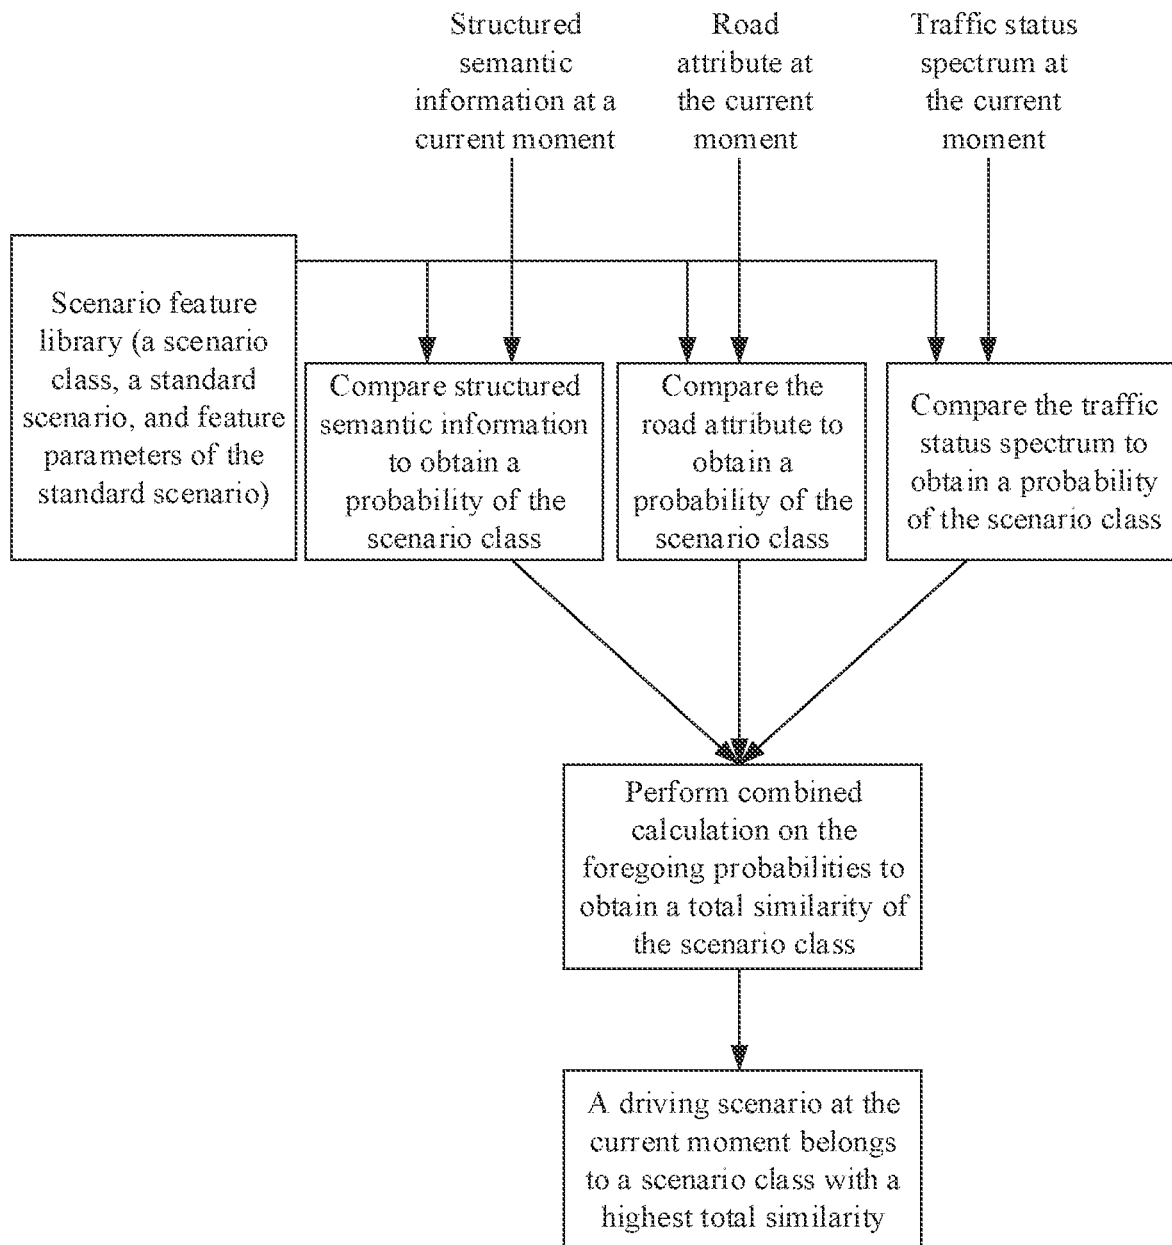 Structured
semantic
information at a
current moment
Road
attribute at
the current
moment
Traffic status
spectrum at
the current
moment
Scenario feature
library (a scenario
class, a standard
scenario, and feature
parameters of the
standard scenario)
Compare structured
semantic information
to obtain a
probability of the
scenario class
Compare the
road attribute to
obtain a
probability of the
scenario class
Compare the traffic
status spectrum to
obtain a probability
of the scenario class
Perform combined
calculation on the
foregoing probabilities to
obtain a total similarity of
the scenario class
A driving scenario at the
current moment belongs
to a scenario class with a
highest total similarity